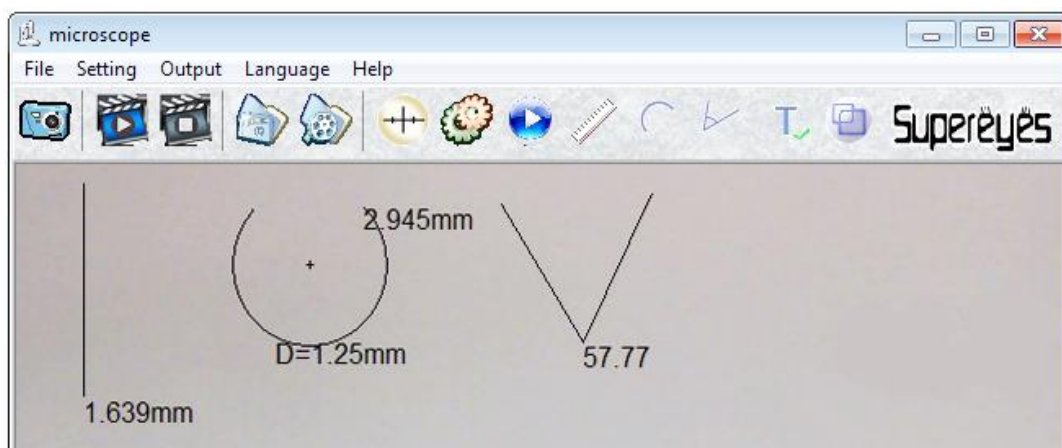 microscope
File Setting Output Language Help
Supereyes
2.945mm
D=1.25mm
57.77
1.639mm